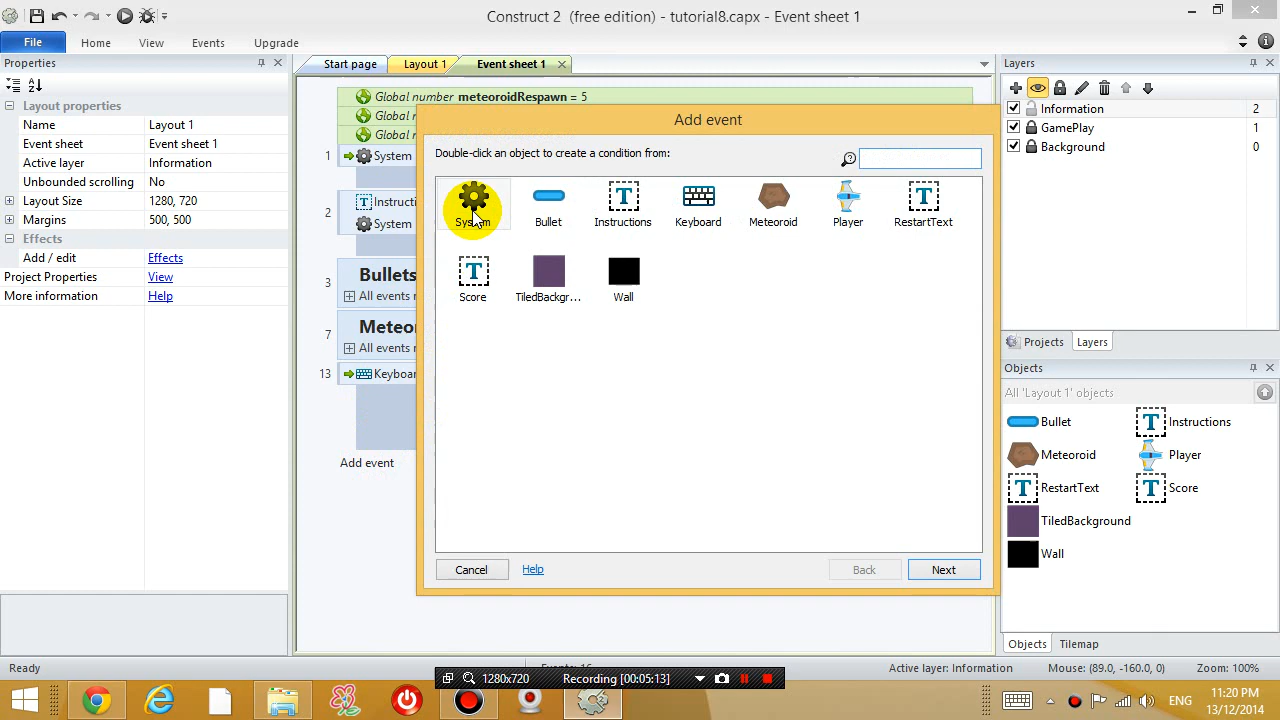 Construct 2 (free edition) - tutorial8.capx - Event sheet 1
File Home View Events Upgrade
Properties
Layout properties
Name Layout 1
Event sheet Event sheet 1
Active layer Information
Unbounded scrolling No
Layout Size 1280, 720
Margins 500, 500
Effects
Add / edit Effects
Project Properties View
More information Help
Start page Layout 1 Event sheet 1
Global number meteoroidRespawn = 5
Global n
Global n
1 System
2 Instructi
System
3 Bullets
All events r
7 Meteo
All events r
13 Keyboar
Add event
Add event
Double-click an object to create a condition from:
System Bullet Instructions Keyboard Meteoroid Player RestartText
Score TiledBackgr... Wall
Cancel Help Back Next
Layers
Information 2
GamePlay 1
Background 0
Projects Layers
Objects
All 'Layout 1' objects
Bullet Instructions
Meteoroid Player
RestartText Score
TiledBackground
Wall
Objects Tilemap
Ready Active layer: Information Mouse: (89.0, -160.0, 0) Zoom: 100%
1280x720 Recording [00:05:13]
ENG
11:20 PM
13/12/2014